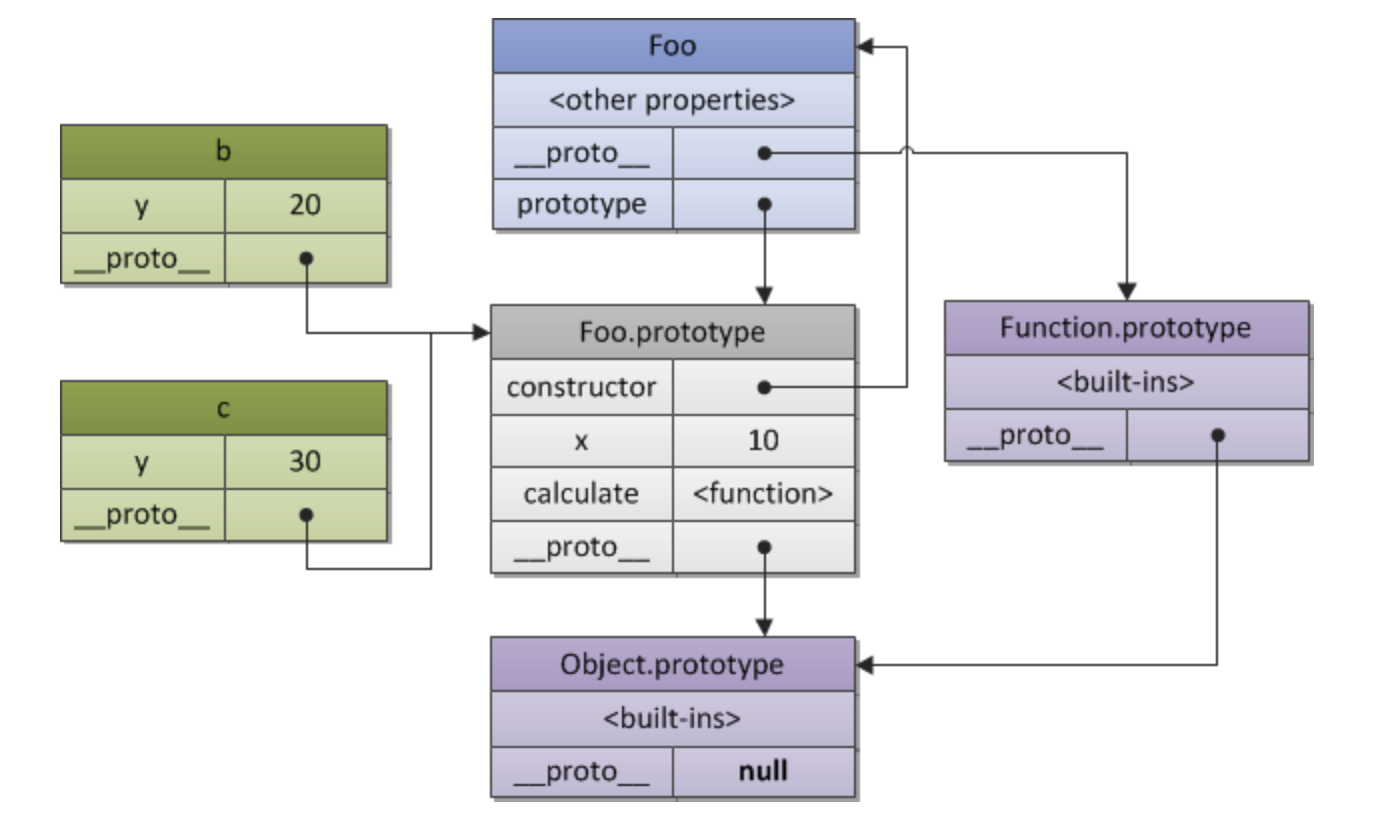 Foo
<other properties>
__proto__
prototype
b
y 20
__proto__
c
y 30
__proto__
Foo.prototype
constructor
x 10
calculate <function>
__proto__
Function.prototype
<built-ins>
__proto__
Object.prototype
<built-ins>
__proto__ null